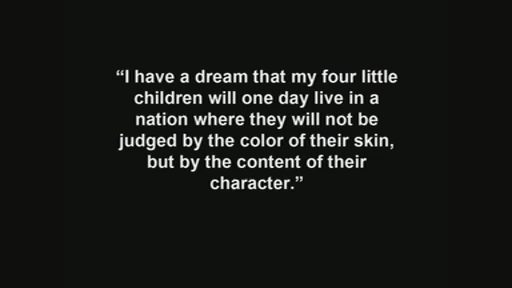 “I have a dream that my four little
children will one day live in a
nation where they will not be
judged by the color of their skin,
but by the content of their
character.”